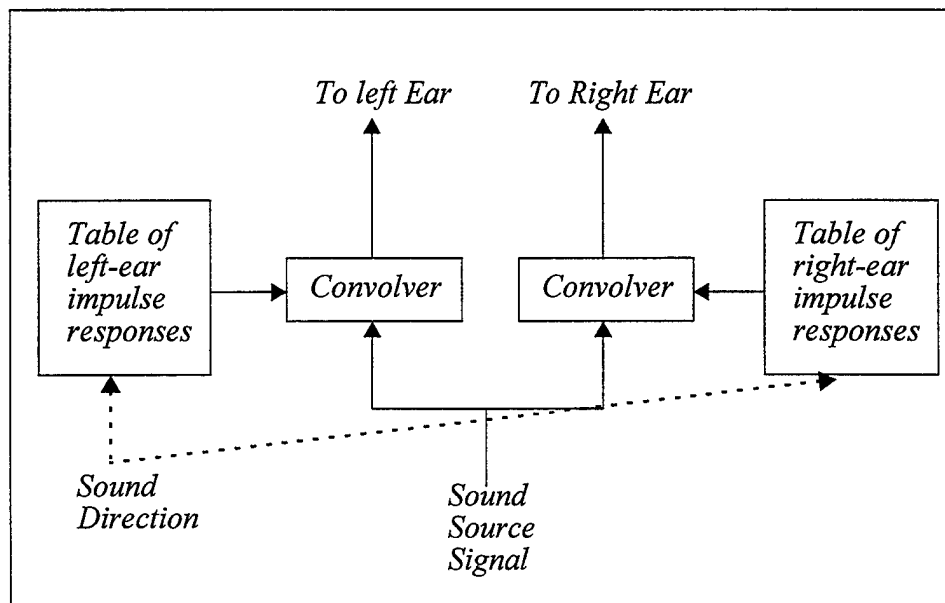 To left Ear
To Right Ear
Table of
left-ear
impulse
responses
Convolver
Convolver
Table of
right-ear
impulse
responses
Sound
Direction
Sound
Source
Signal